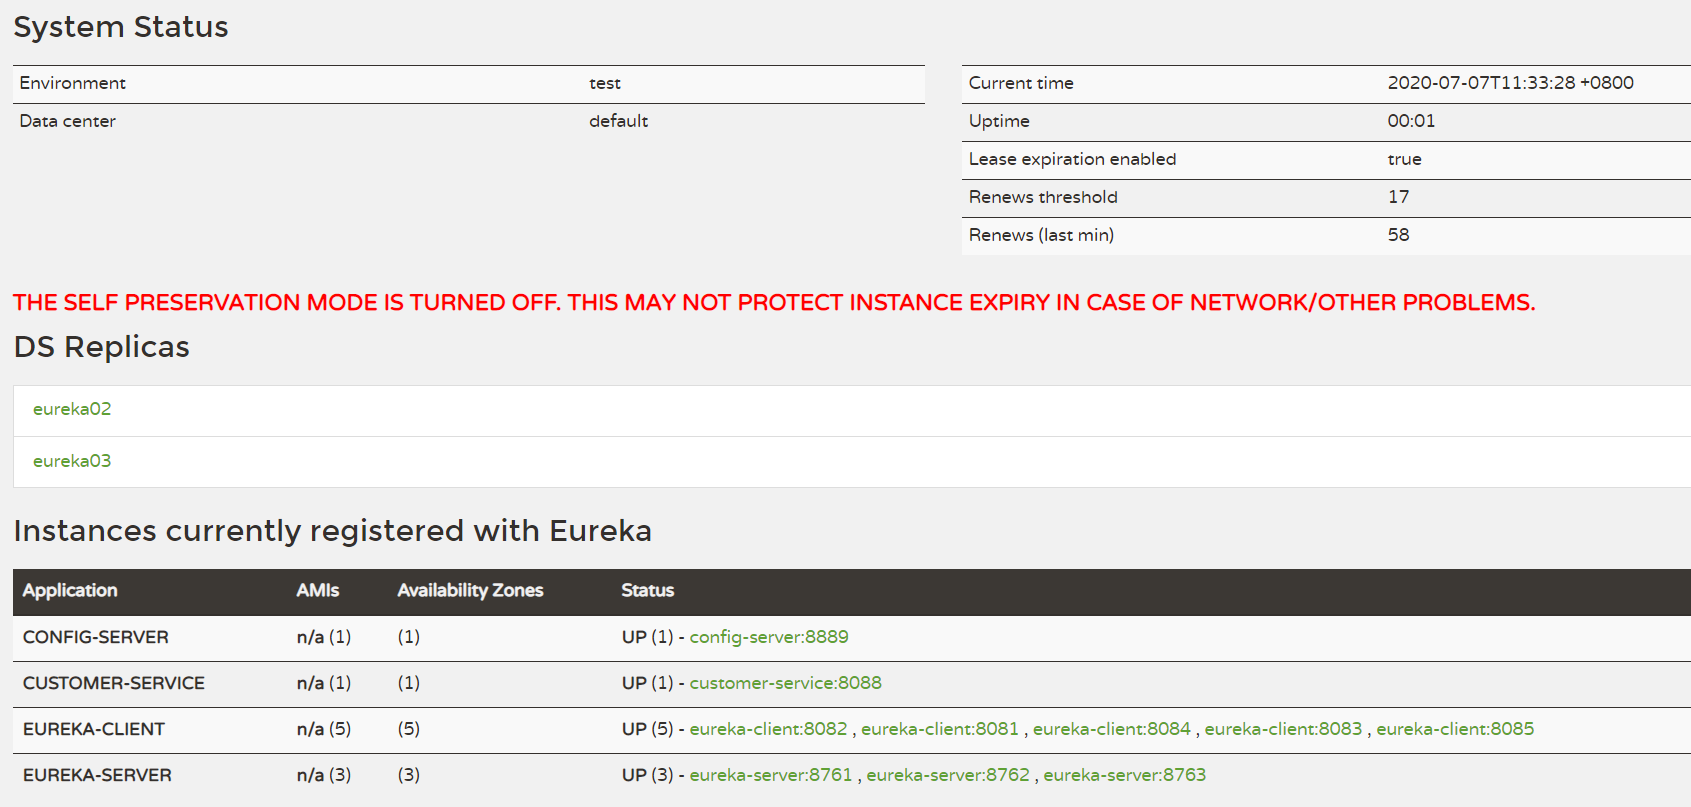 System Status
Environment test
Data center default
Current time 2020-07-07T11:33:28 +0800
Uptime 00:01
Lease expiration enabled true
Renews threshold 17
Renews (last min) 58
THE SELF PRESERVATION MODE IS TURNED OFF. THIS MAY NOT PROTECT INSTANCE EXPIRY IN CASE OF NETWORK/OTHER PROBLEMS.
DS Replicas
eureka02
eureka03
Instances currently registered with Eureka
Application AMIs Availability Zones Status
CONFIG-SERVER n/a (1) (1) UP (1) - config-server:8889
CUSTOMER-SERVICE n/a (1) (1) UP (1) - customer-service:8088
EUREKA-CLIENT n/a (5) (5) UP (5) - eureka-client:8082 , eureka-client:8081 , eureka-client:8084 , eureka-client:8083 , eureka-client:8085
EUREKA-SERVER n/a (3) (3) UP (3) - eureka-server:8761 , eureka-server:8762 , eureka-server:8763